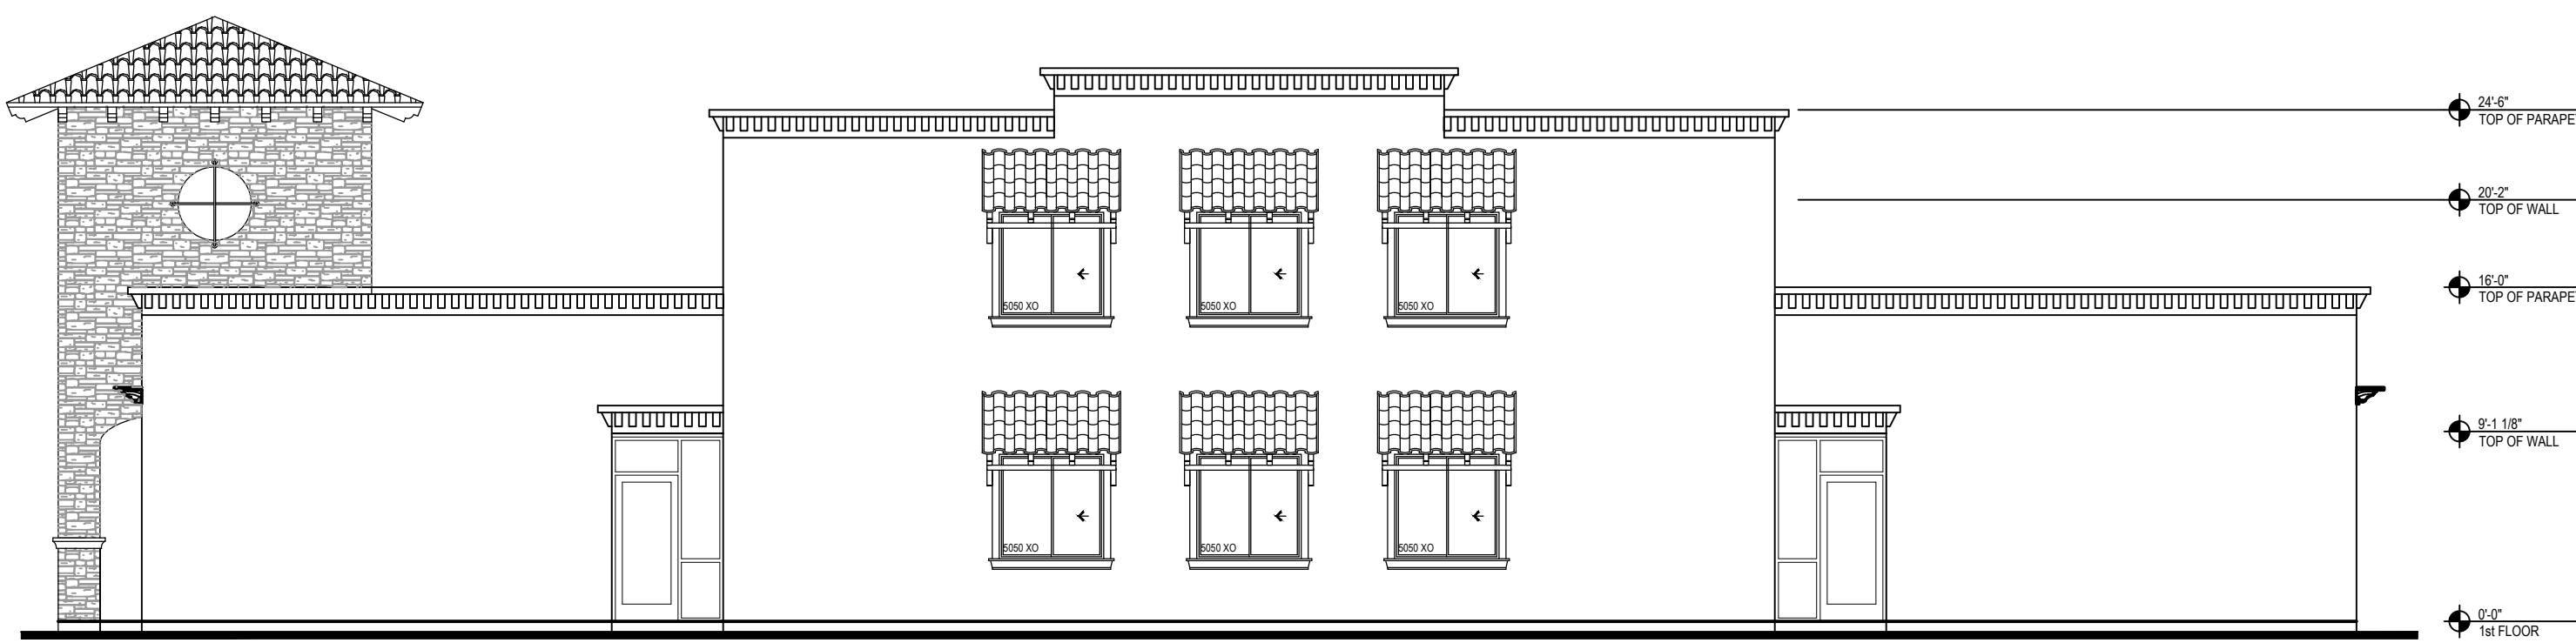 24'-6"
TOP OF PARAPE
20'-2"
TOP OF WALL
16'-0"
TOP OF PARAPE
5050 XO
5050 XO
5050 XO
9'-1 1/8"
TOP OF WALL
5050 XO
5050 XO
5050 XO
0'-0"
1st FLOOR